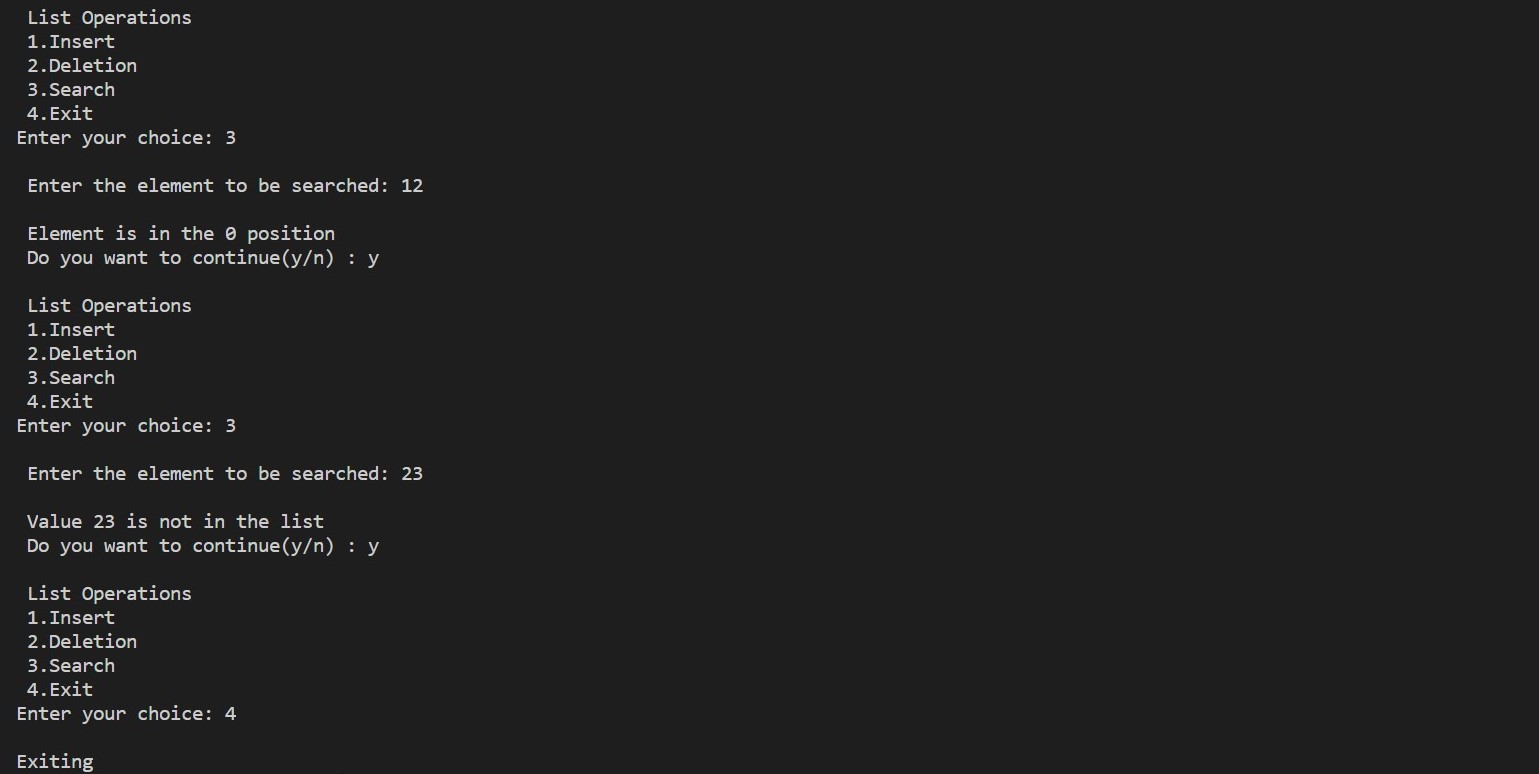 List Operations
1.Insert
2.Deletion
3.Search
4.Exit
Enter your choice: 3
Enter the element to be searched: 12
Element is in the 0 position
Do you want to continue(y/n) : y
List Operations
1.Insert
2.Deletion
3.Search
4.Exit
Enter your choice: 3
Enter the element to be searched: 23
Value 23 is not in the list
Do you want to continue(y/n) : y
List Operations
1.Insert
2.Deletion
3.Search
4.Exit
Enter your choice: 4
Exiting